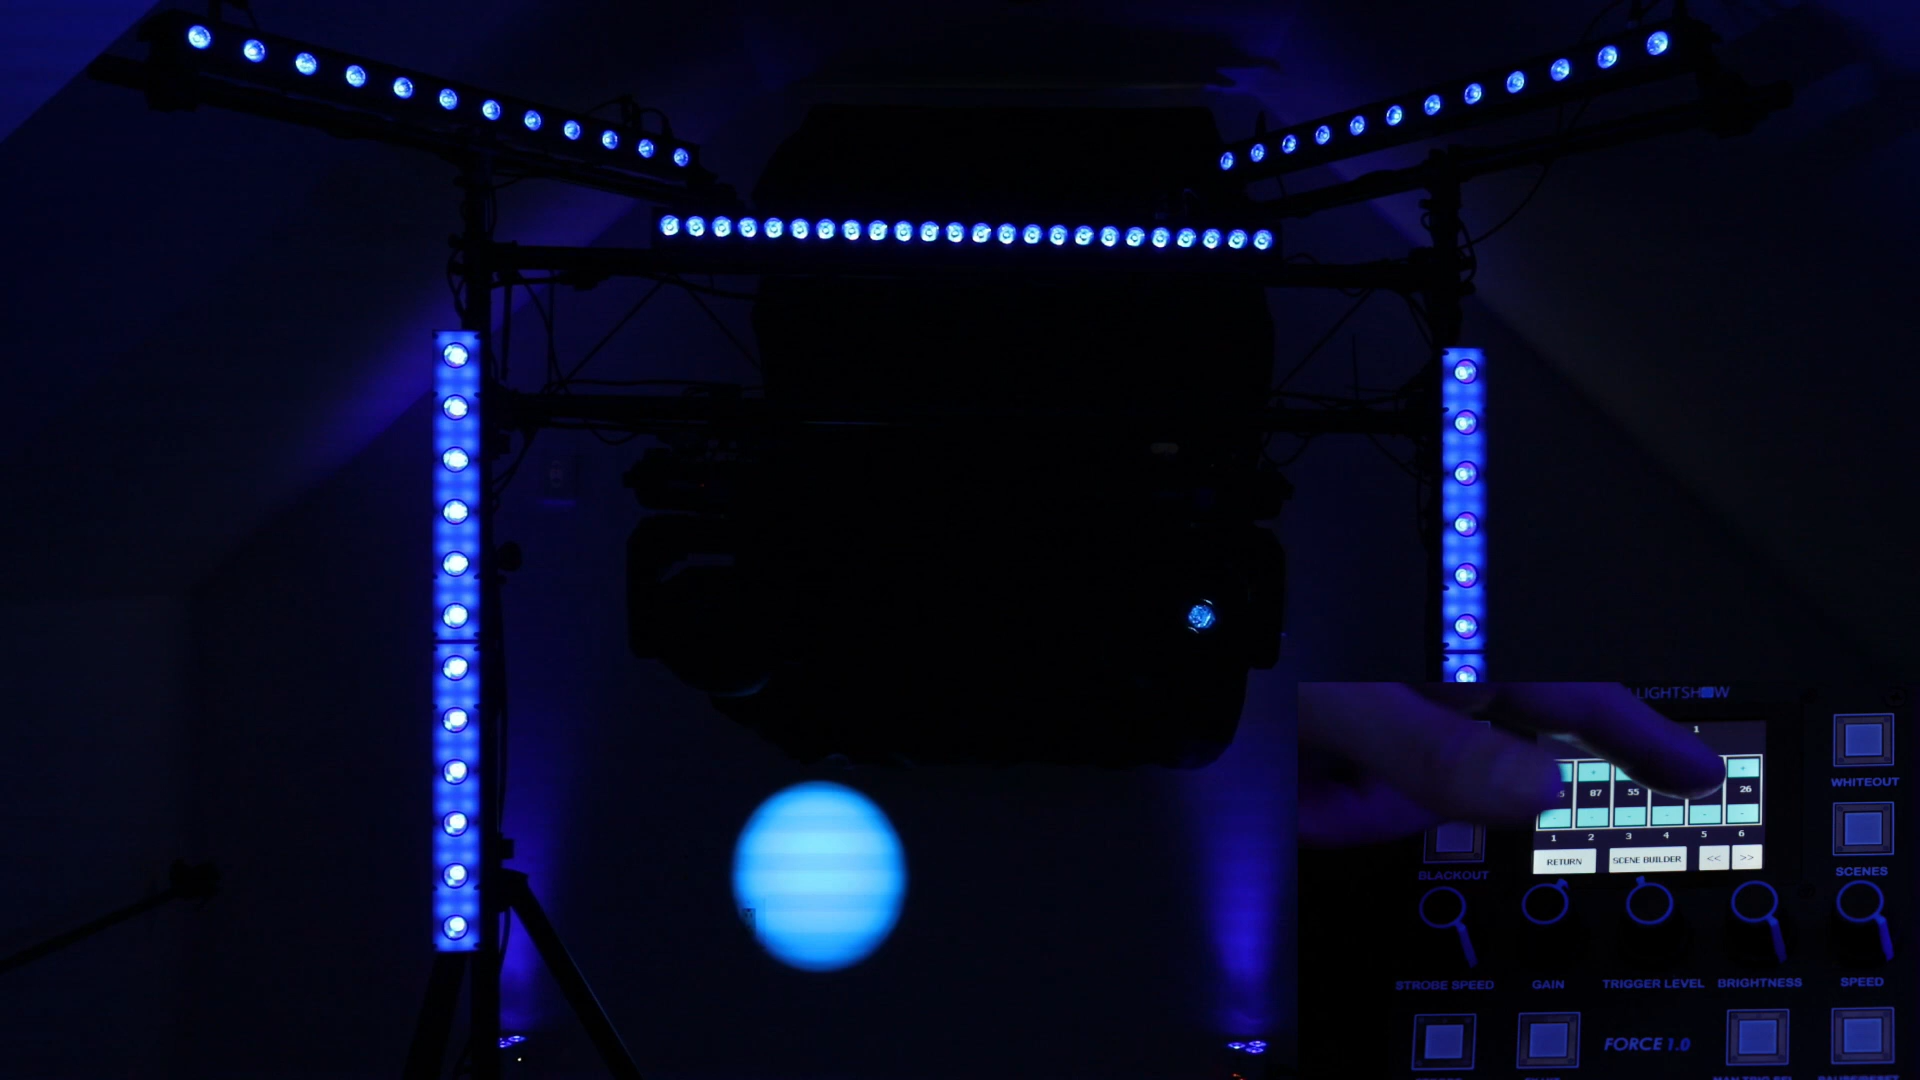 LIGHTSHOW
1
87 55 26
1 2 3 4 5 6
RETURN SCENE BUILDER << >>
WHITEOUT
BLACKOUT
SCENES
STROBE SPEED GAIN TRIGGER LEVEL BRIGHTNESS SPEED
FORCE 1.0